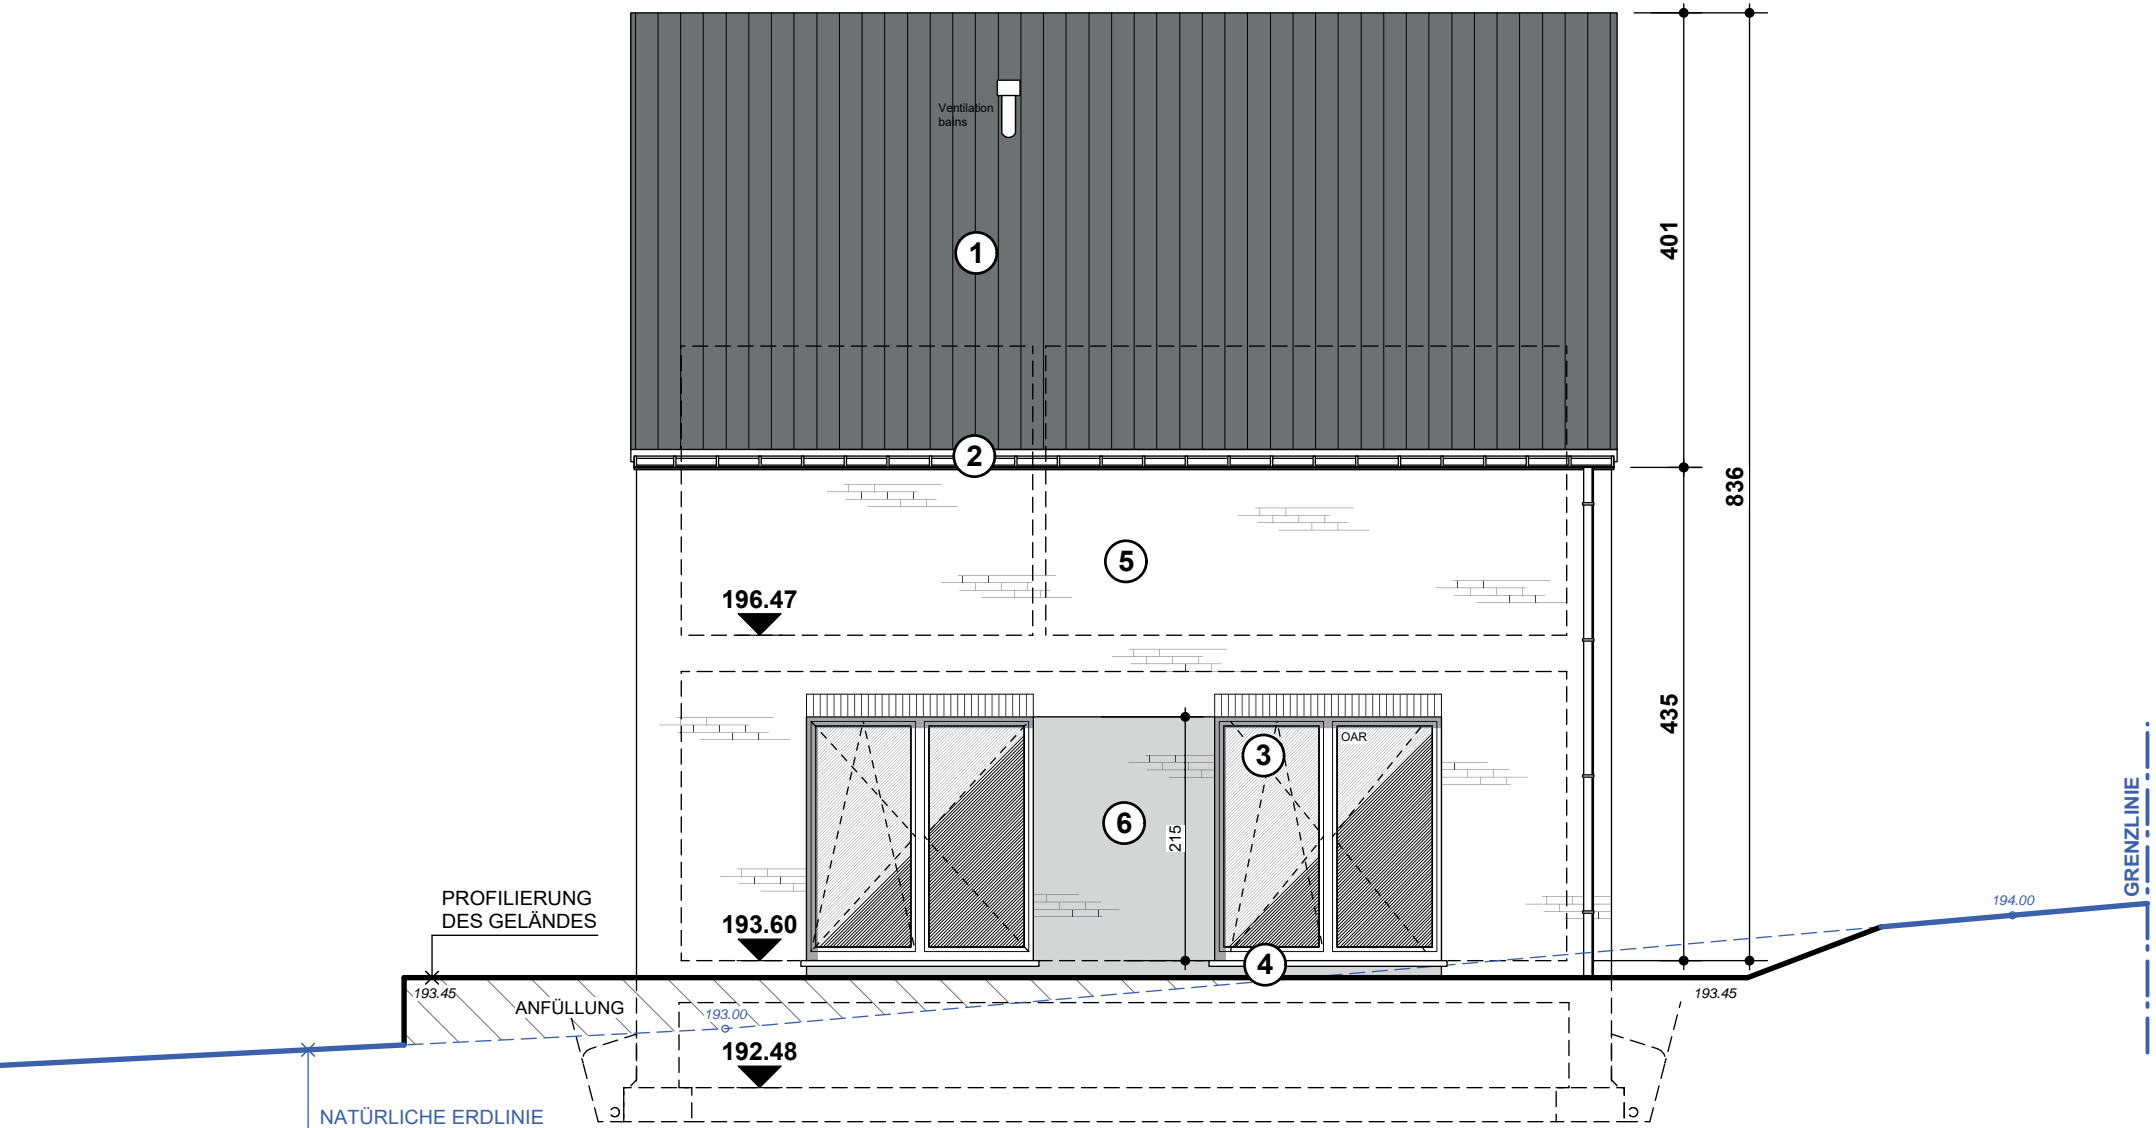 Ventilation
bains
1
401
2
836
5
196.47
435
OAR
3
6
215
GRENZLINIE
PROFILIERUNG
DES GELÄNDES
193.60
194.00
4
193.45
193.45
ANFÜLLUNG
193.00
192.48
NATÜRLICHE ERDLINIE